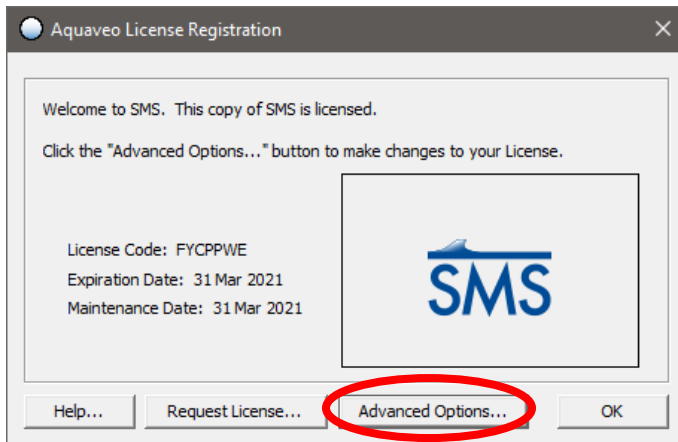 Aquaveo License Registration
Welcome to SMS. This copy of SMS is licensed.
Click the "Advanced Options..." button to make changes to your License.
License Code: FYCPPWE
Expiration Date: 31 Mar 2021
Maintenance Date: 31 Mar 2021
SMS
Help...
Request License...
Advanced Options...
OK